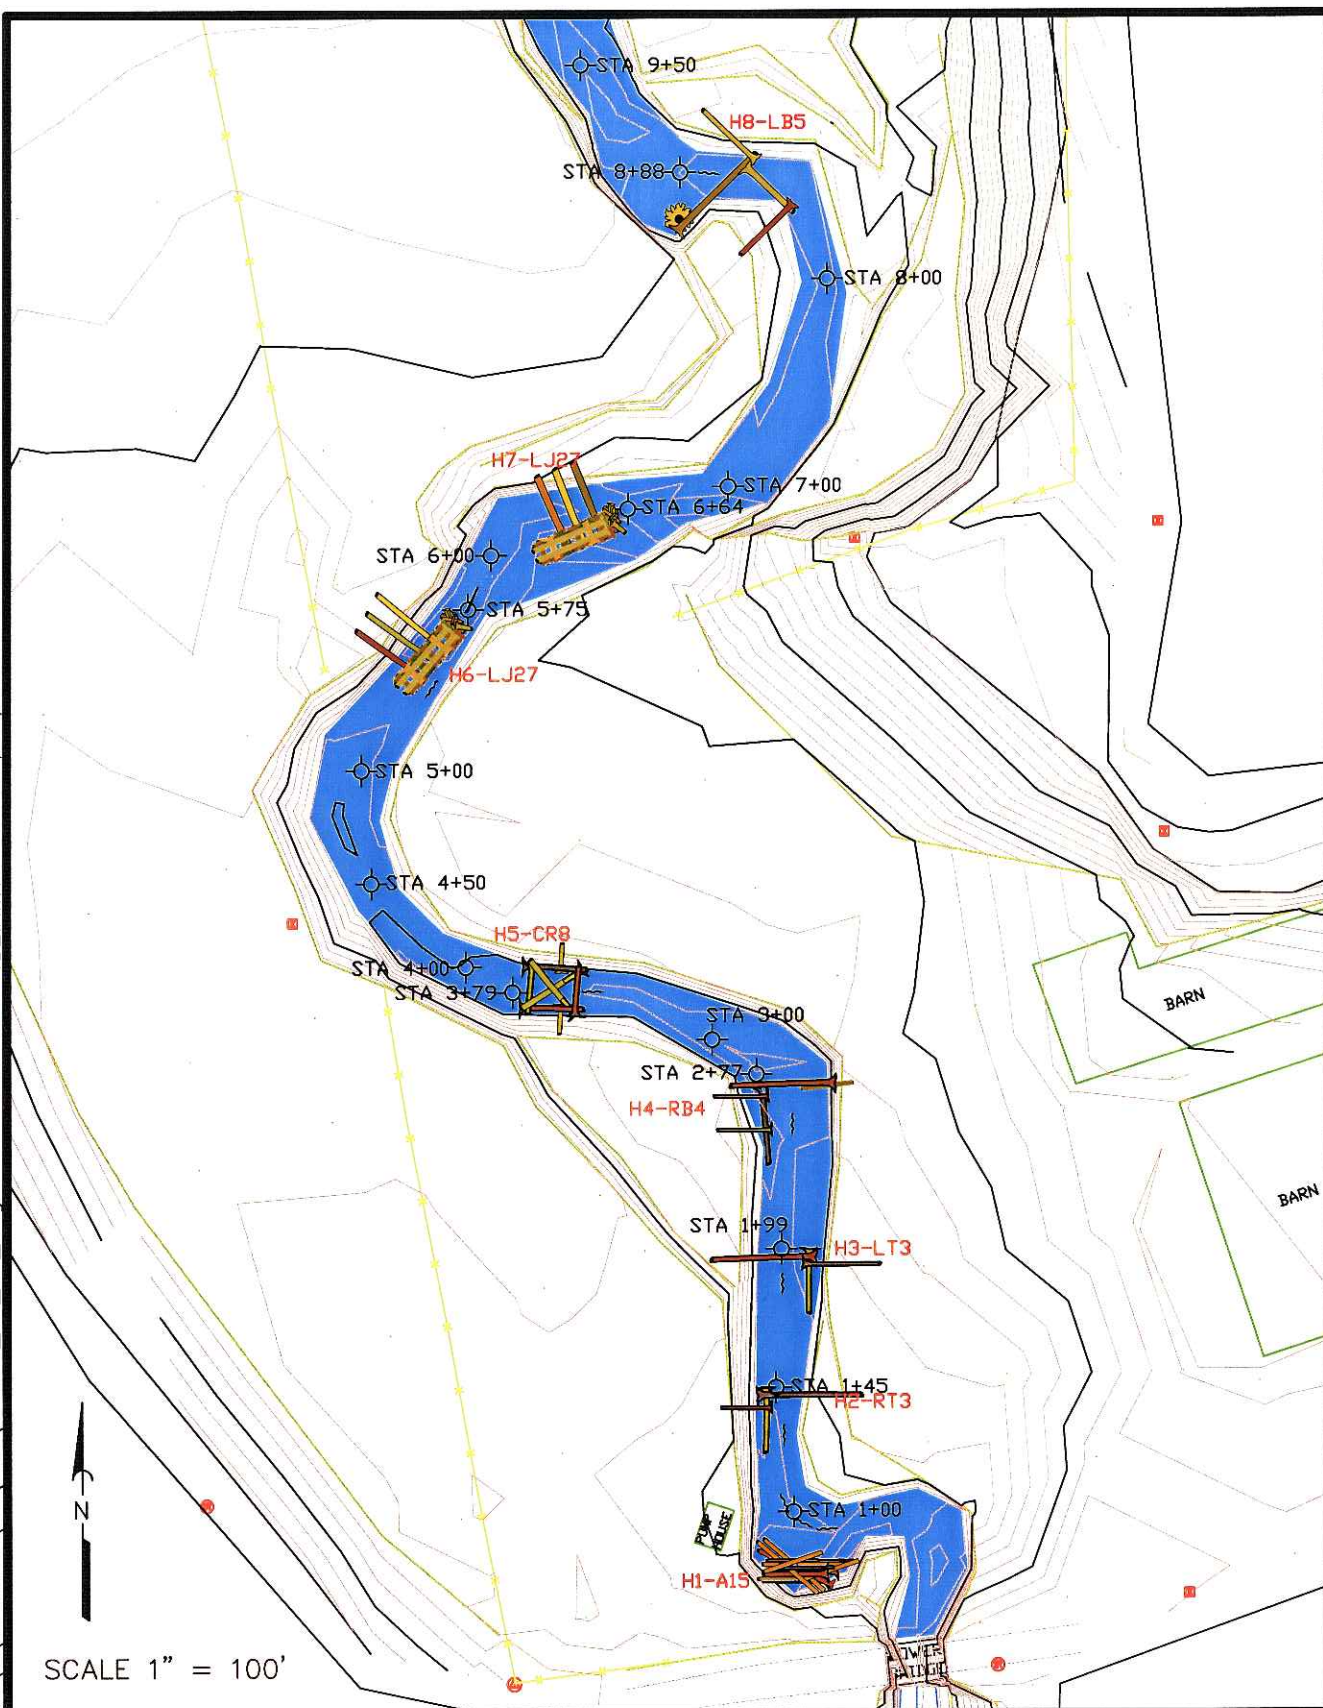 STA 9+50
H8-LB5
STA 8+88
STA 8+00
H7-LJ27
STA 7+00
STA 6+64
STA 6+00
STA 5+75
H6-LJ27
STA 5+00
STA 4+50
H5-CR8
STA 4+00
STA 3+79
BARN
STA 3+00
STA 2+77
H4-RB4
BARN
STA 1+99
H3-LT3
STA 1+45
H2-RT3
N
STA 1+00
PUMP
HOUSE
H1-A15
SCALE 1" = 100'
LOWER
BRIDGE